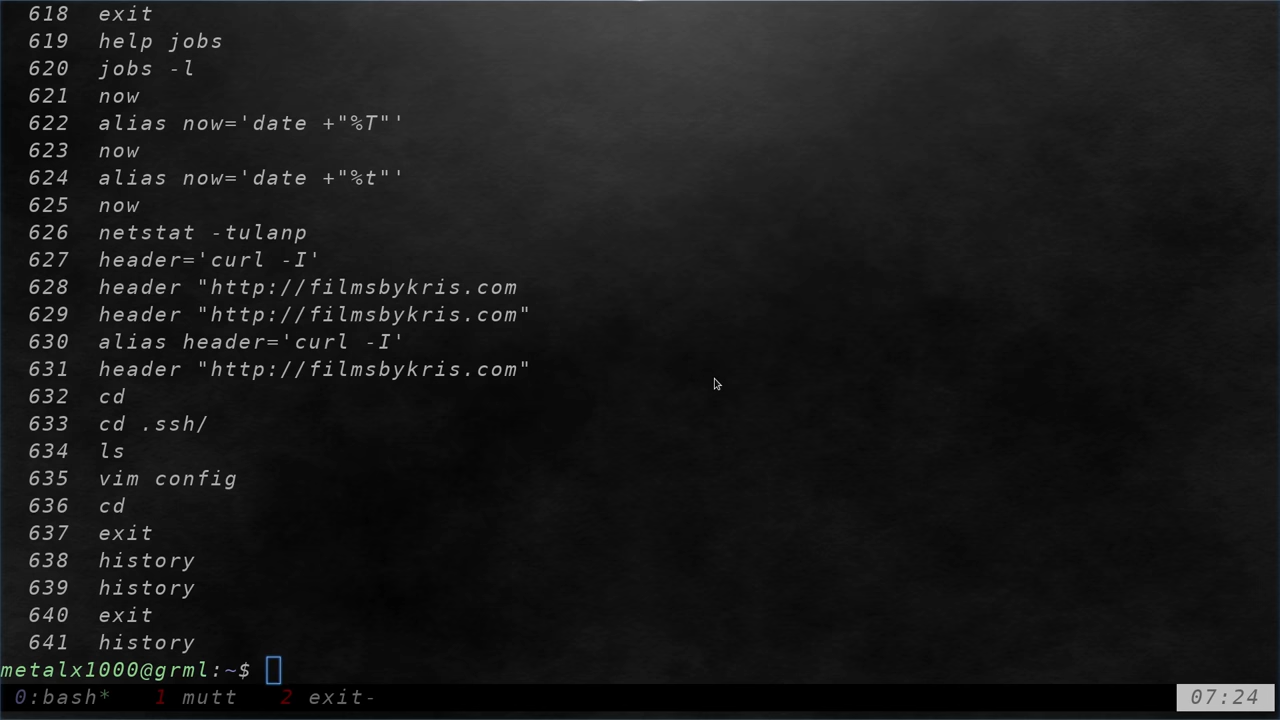 618 exit
619 help jobs
620 jobs -l
621 now
622 alias now='date +"%T"'
623 now
624 alias now='date +"%t"'
625 now
626 netstat -tulanp
627 header='curl -I'
628 header "http://filmsbykris.com
629 header "http://filmsbykris.com"
630 alias header='curl -I'
631 header "http://filmsbykris.com"
632 cd
633 cd .ssh/
634 ls
635 vim config
636 cd
637 exit
638 history
639 history
640 exit
641 history
metalx1000@grml:~$
0:bash* 1 mutt 2 exit- 07:24